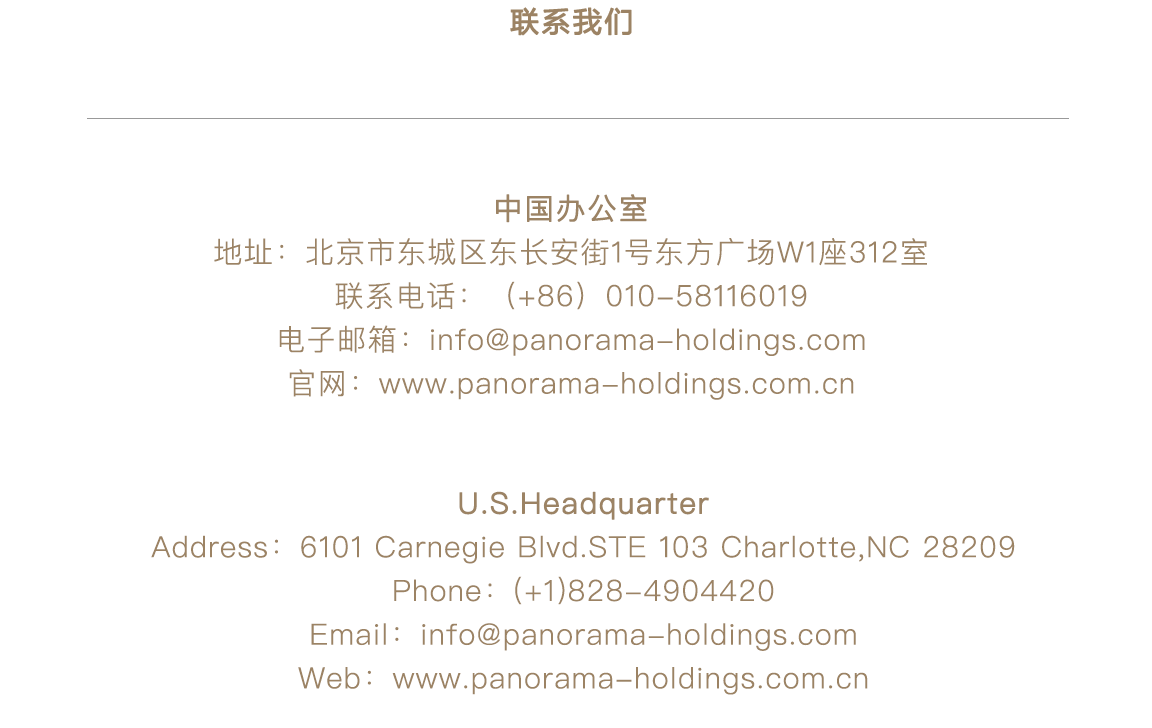 联系我们
中国办公室
地址：北京市东城区东长安街1号东方广场W1座312室
联系电话：（+86）010-58116019
电子邮箱：info@panorama-holdings.com
官网：www.panorama-holdings.com.cn
U.S.Headquarter
Address：6101 Carnegie Blvd.STE 103 Charlotte,NC 28209
Phone：(+1)828-4904420
Email：info@panorama-holdings.com
Web：www.panorama-holdings.com.cn